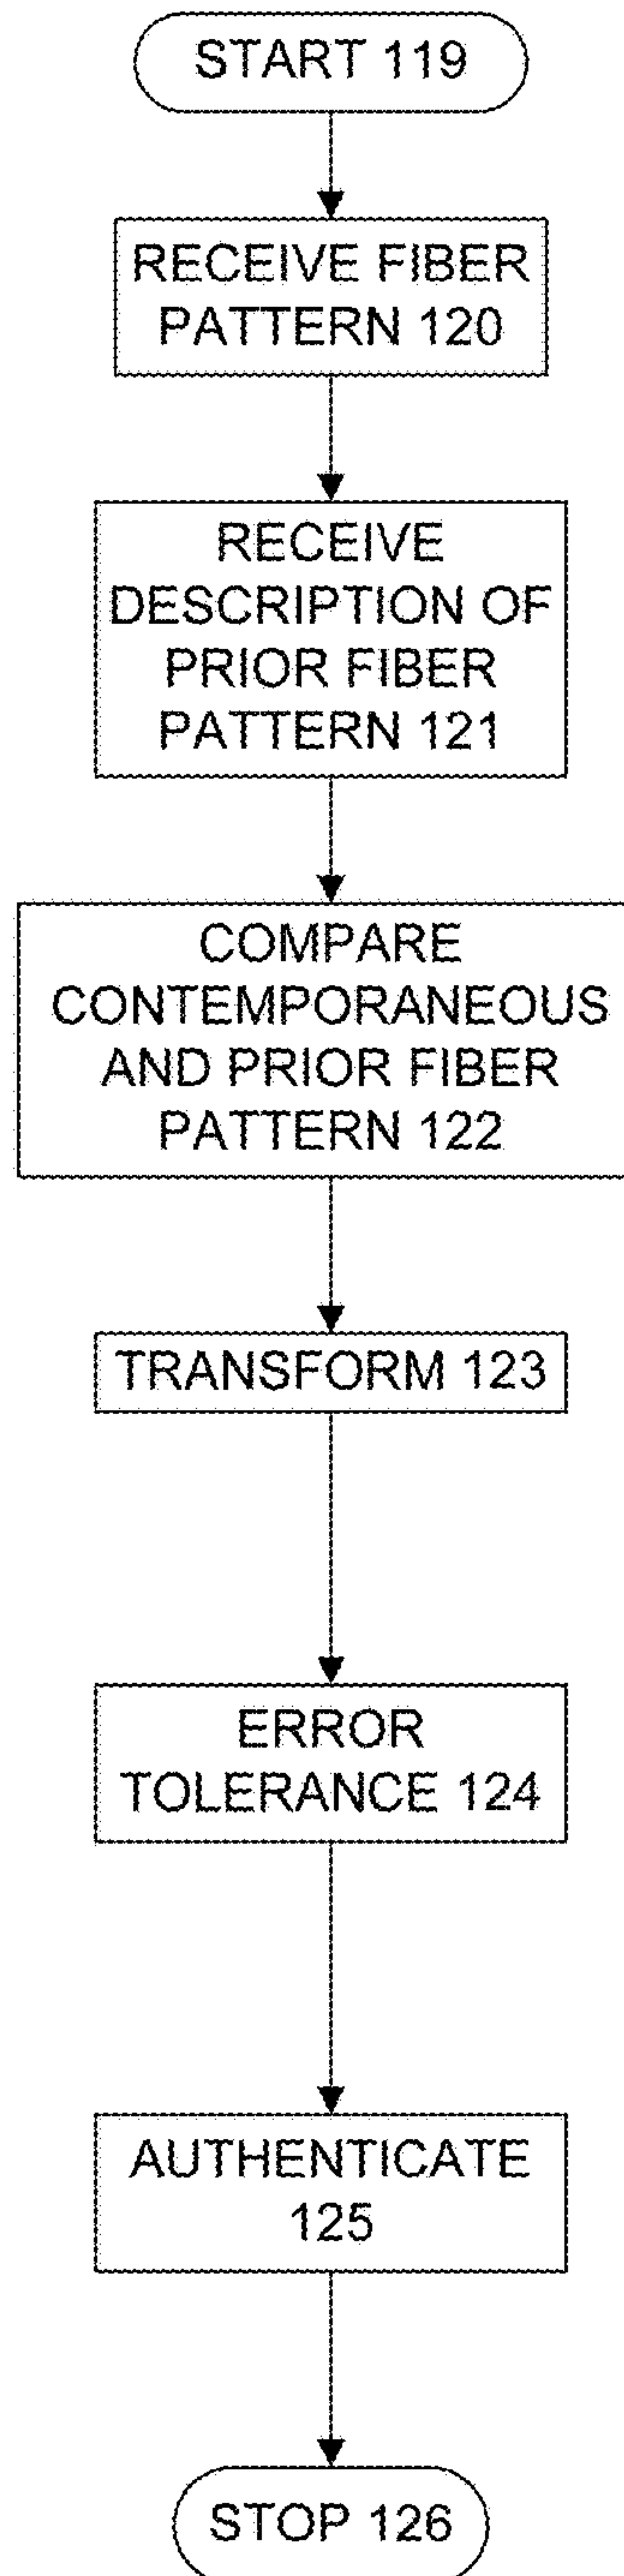 START 119
RECEIVE FIBER
PATTERN 120
RECEIVE
DESCRIPTION OF
PRIOR FIBER
PATTERN 121
COMPARE
CONTEMPORANEOUS
AND PRIOR FIBER
PATTERN 122
TRANSFORM 123
ERROR
TOLERANCE 124
AUTHENTICATE
125
STOP 126